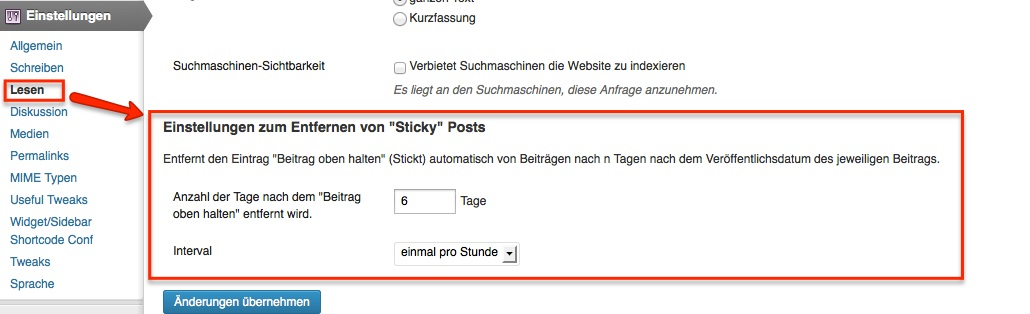 Einstellungen
Allgemein
Schreiben
Lesen
Diskussion
Medien
Permalinks
MIME Typen
Useful Tweaks
Widget/Sidebar
Shortcode Conf
Tweaks
Sprache
ganzen Text
Kurzfassung
Suchmaschinen-Sichtbarkeit
Verbietet Suchmaschinen die Website zu indexieren
Es liegt an den Suchmaschinen, diese Anfrage anzunehmen.
Einstellungen zum Entfernen von "Sticky" Posts
Entfernt den Eintrag "Beitrag oben halten" (Stickt) automatisch von Beiträgen nach n Tagen nach dem Veröffentlichsdatum des jeweiligen Beitrags.
Anzahl der Tage nach dem "Beitrag
oben halten" entfernt wird.
6 Tage
Interval
einmal pro Stunde
Änderungen übernehmen